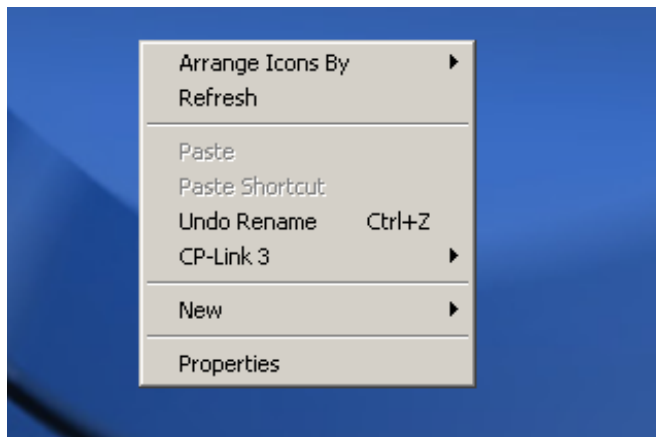 Arrange Icons By
Refresh
Paste
Paste Shortcut
Undo Rename Ctrl+Z
CP-Link 3
New
Properties